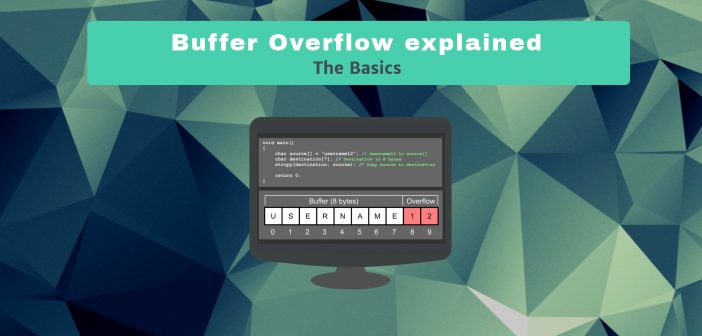 Buffer Overflow explained
The Basics
void main()
{
char source[] = "username12"; // username12 to source[]
char destination[7]; // Destination is 8 bytes
strcpy(destination, source); // Copy source to destination
return 0;
}
Buffer (8 bytes) Overflow
U S E R N A M E 1 2
0 1 2 3 4 5 6 7 8 9